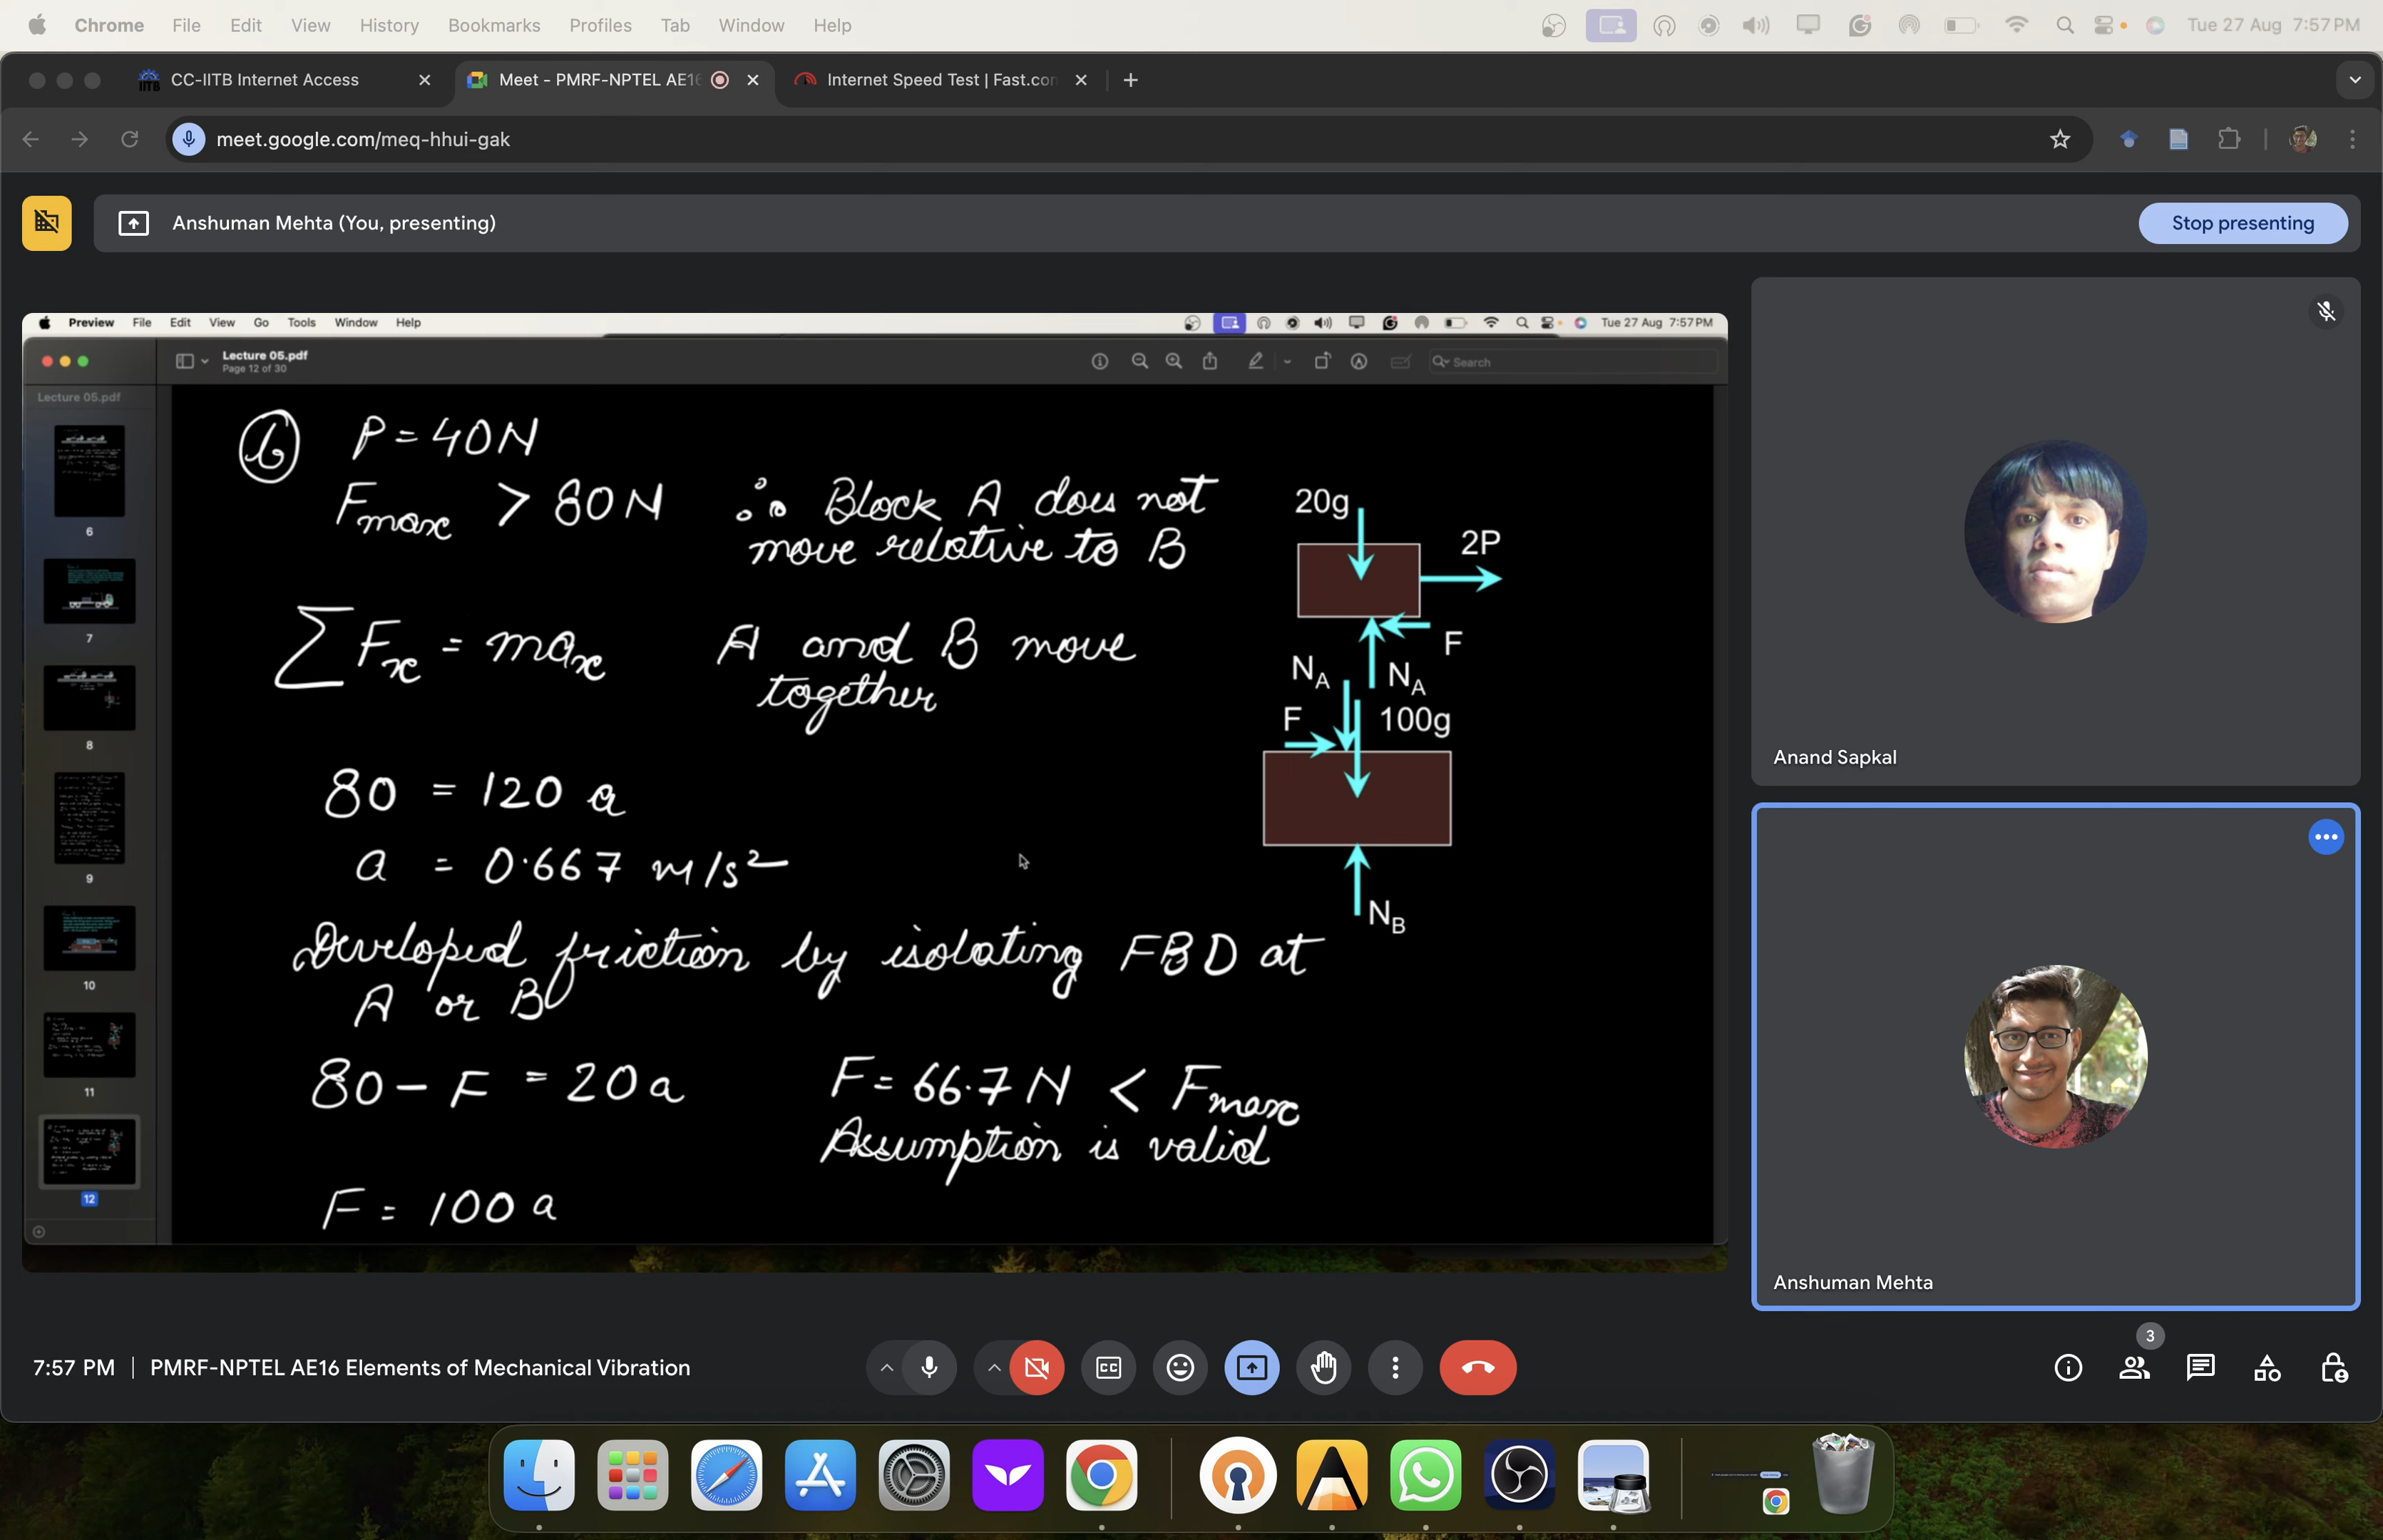 Chrome File Edit View History Bookmarks Profiles Tab Window Help Tue 27 Aug 7:57 PM
CC-IITB Internet Access Meet - PMRF-NPTEL AE16 Internet Speed Test | Fast.com
meet.google.com/meq-hhui-gak
Anshuman Mehta (You, presenting) Stop presenting
Preview File Edit View Go Tools Window Help Tue 27 Aug 7:57 PM
Lecture 05.pdf
Page 12 of 30
Search
Lecture 05.pdf
6
7
8
9
10
11
12
b P = 40N
Fmax > 80N ∴ Block A does not
move relative to B
∑Fx = max A and B move
together
80 = 120 a
a = 0.667 m/s²
Developed friction by isolating FBD at
A or B
80 - F = 20a F = 66.7 N < Fmax
Assumption is valid
F = 100 a
20g
2P
F
NA NA
F 100g
NB
Anand Sapkal
Anshuman Mehta
7:57 PM | PMRF-NPTEL AE16 Elements of Mechanical Vibration
CC
3